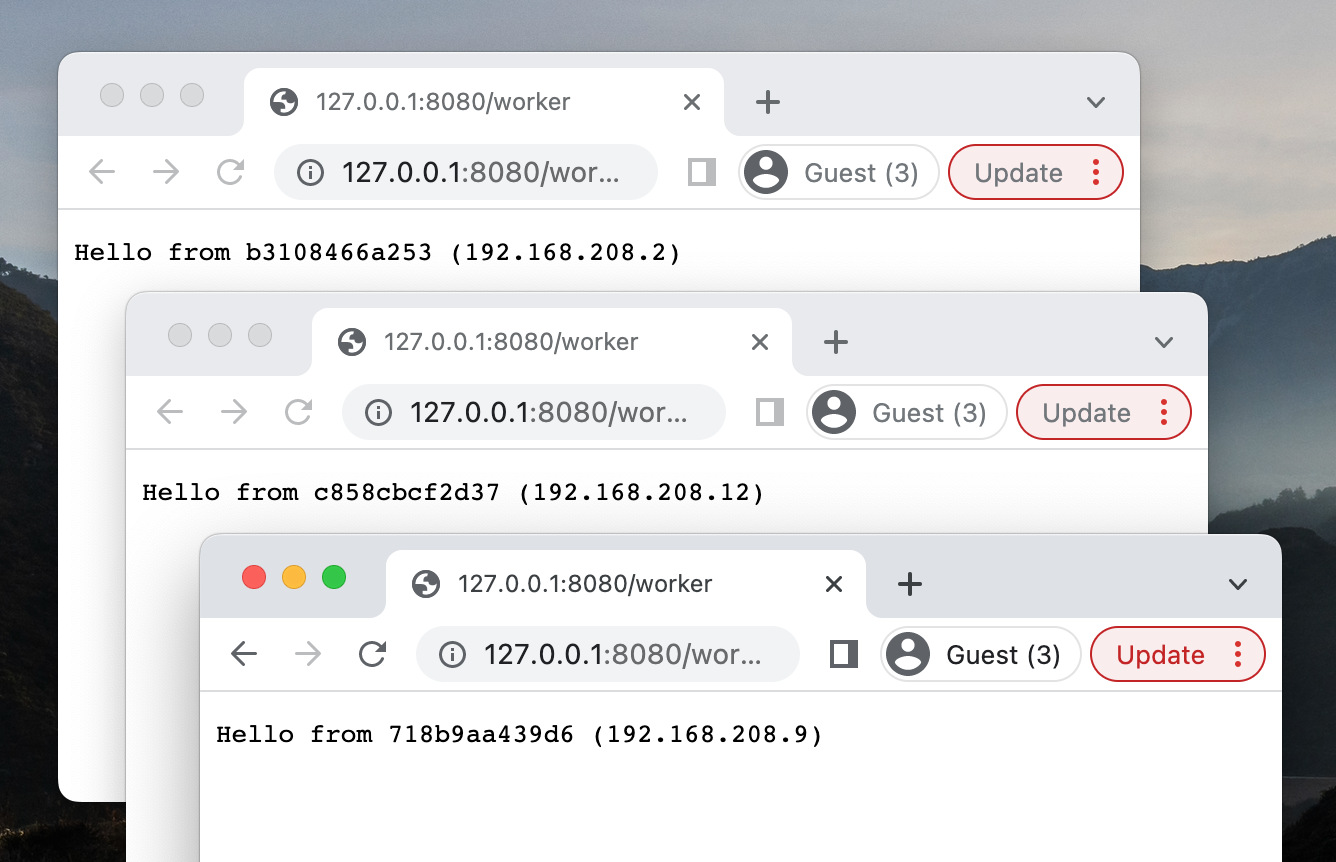 127.0.0.1:8080/worker
127.0.0.1:8080/wor...
Guest (3)
Update
Hello from b3108466a253 (192.168.208.2)
127.0.0.1:8080/worker
127.0.0.1:8080/wor...
Guest (3)
Update
Hello from c858cbcf2d37 (192.168.208.12)
127.0.0.1:8080/worker
127.0.0.1:8080/wor...
Guest (3)
Update
Hello from 718b9aa439d6 (192.168.208.9)